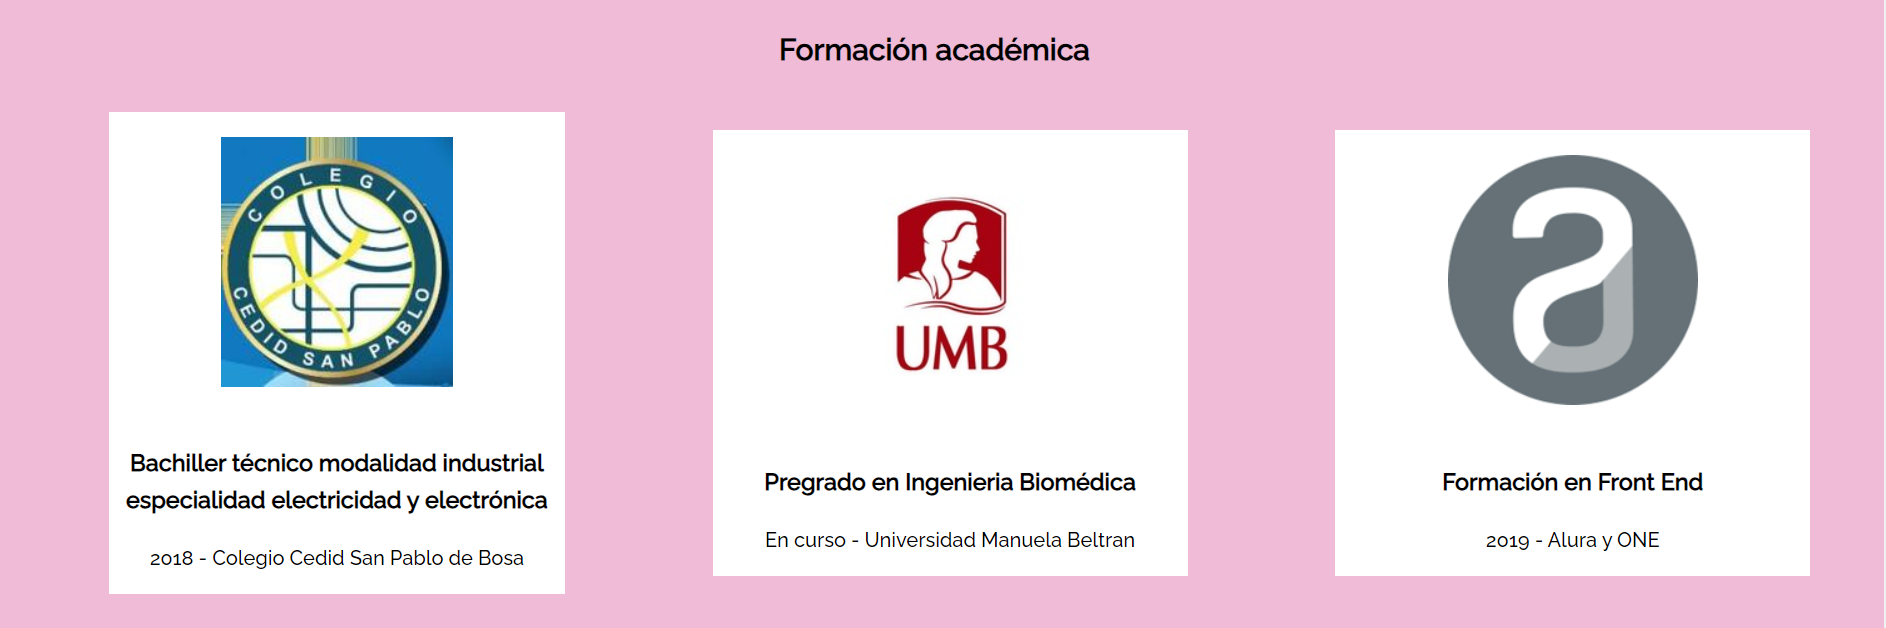 Formación académica
COLEGIO
CEDID SAN PABLO
Bachiller técnico modalidad industrial
especialidad electricidad y electrónica
2018 - Colegio Cedid San Pablo de Bosa
UMB
Pregrado en Ingenieria Biomédica
En curso - Universidad Manuela Beltran
a
Formación en Front End
2019 - Alura y ONE